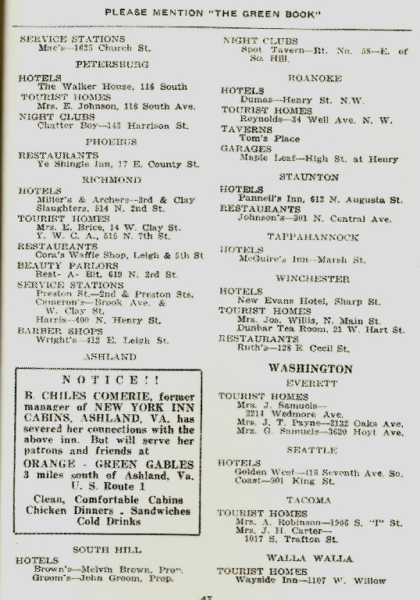 PLEASE MENTION "THE GREEN BOOK"
SERVICE STATIONS
Mac's—1625 Church St.
PETERSBURG
HOTELS
The Walker House, 116 South
TOURIST HOMES
Mrs. E. Johnson, 116 South Ave.
NIGHT CLUBS
Chatter Boy—143 Harrison St.
PHOEBUS
RESTAURANTS
Ye Shingle Inn, 17 E. County St.
RICHMOND
HOTELS
Miller's & Archers—3rd & Clay
Slaughters, 514 N. 2nd St.
TOURIST HOMES
Mrs. E. Brice, 14 W. Clay St.
Y. W. C. A., 515 N. 7th St.
RESTAURANTS
Cora's Waffle Shop, Leigh & 5th St
BEAUTY PARLORS
Rest- A- Bit, 619 N. 3rd St.
SERVICE STATIONS
Preston St.—2nd & Preston Sts.
Cameron's—Brook Ave. &
W. Clay St.
Harris—400 N. Henry St.
BARBER SHOPS
Wright's—412 E. Leigh St.
ASHLAND
NOTICE!!
B. CHILES COMERIE, former
manager of NEW YORK INN
CABINS, ASHLAND, VA. has
severed her connections with the
above inn. But will serve her
patrons and friends at
ORANGE - GREEN GABLES
3 miles south of Ashland, Va.
U. S. Route 1
Clean, Comfortable Cabins
Chicken Dinners . Sandwiches
Cold Drinks
SOUTH HILL
HOTELS
Brown's—Melvin Brown, Prop.
Groom's—John Groom, Prop.
NIGHT CLUBS
Spot Tavern—Rt. No. 58—E. of
So. Hill.
ROANOKE
HOTELS
Dumas—Henry St. N.W.
TOURIST HOMES
Reynolds—34 Well Ave. N. W.
TAVERNS
Tom's Place
GARAGES
Maple Leaf—High St. at Henry
STAUNTON
HOTELS
Pannell's Inn, 613 N. Augusta St.
RESTAURANTS
Johnson's—301 N. Central Ave.
TAPPAHANNOCK
HOTELS
McGuire's Inn—Marsh St.
WINCHESTER
HOTELS
New Evans Hotel, Sharp St.
TOURIST HOMES
Mrs. Jos. Willis, N. Main St.
Dunbar Tea Room, 21 W. Hart St.
RESTAURANTS
Ruth's—128 E Cecil St.
WASHINGTON
EVERETT
TOURIST HOMES
Mrs. J. Samuels—
2214 Wedmore Ave.
Mrs. J. T. Payne—2132 Oaks Ave.
Mrs. G. Samuels—3620 Hoyt Ave.
SEATTLE
HOTELS
Golden West—416 Seventh Ave. So.
Coast—901 King St.
TACOMA
TOURIST HOMES
Mrs. A. Robinson—1906 S. "I" St.
Mrs. J. H. Carter—
1017 S. Trafton St.
WALLA WALLA
TOURIST HOMES
Wayside Inn—1107 W. Willow
47